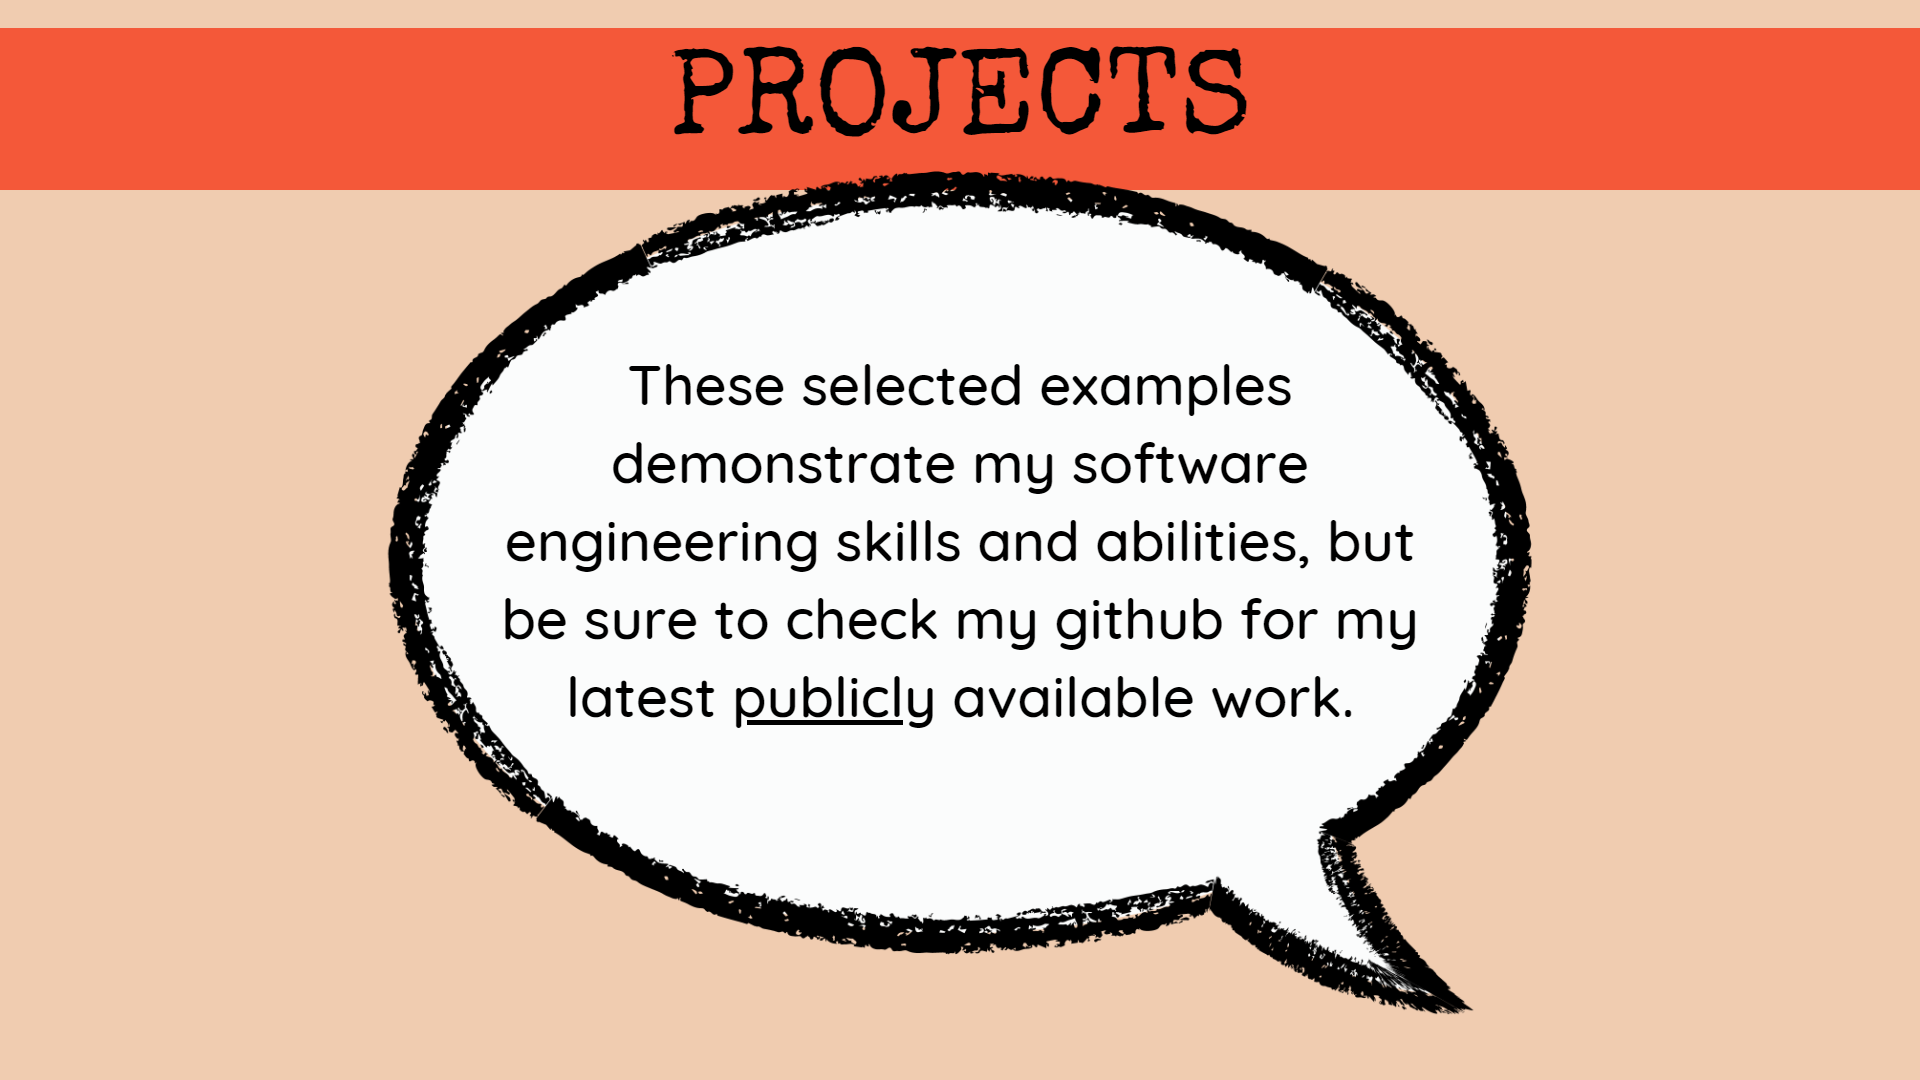 PROJECTS
These selected examples
demonstrate my software
engineering skills and abilities, but
be sure to check my github for my
latest publicly available work.